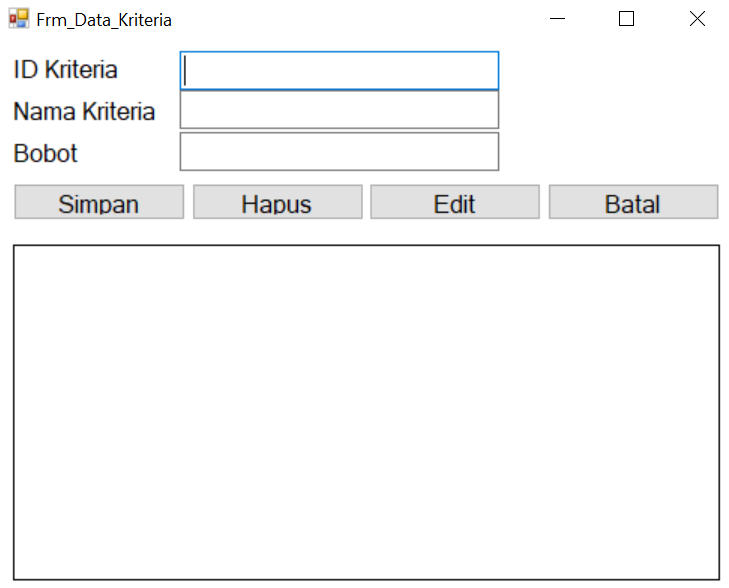 Frm_Data_Kriteria
ID Kriteria
Nama Kriteria
Bobot
Simpan Hapus Edit Batal